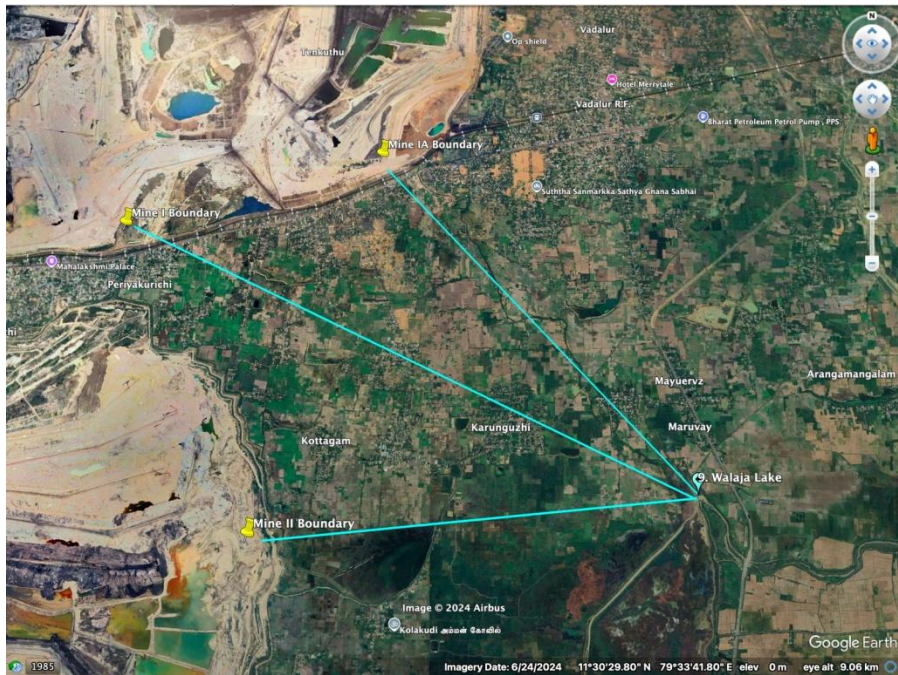 N
Vadalur
Op shield
Tenkuthu
Hotel Merrysale
Vadalur R.F.
Bharat Petroleum Petrol Pump , PPS
Mine IA Boundary
Suththa Sanmarkka Sathya Gnana Sabhai
Mine I Boundary
Mahalakshmi Palace
Periyakurichi
hi
Mayuervz
Arangamangalam
Karunguzhi
Maruvay
Kottagam
9. Walaja Lake
Mine II Boundary
Image © 2024 Airbus
Kolakudi அம்மன் கோவில்
Google Earth
1985
Imagery Date: 6/24/2024 11°30'29.80" N 79°33'41.80" E elev 0 m eye alt 9.06 km